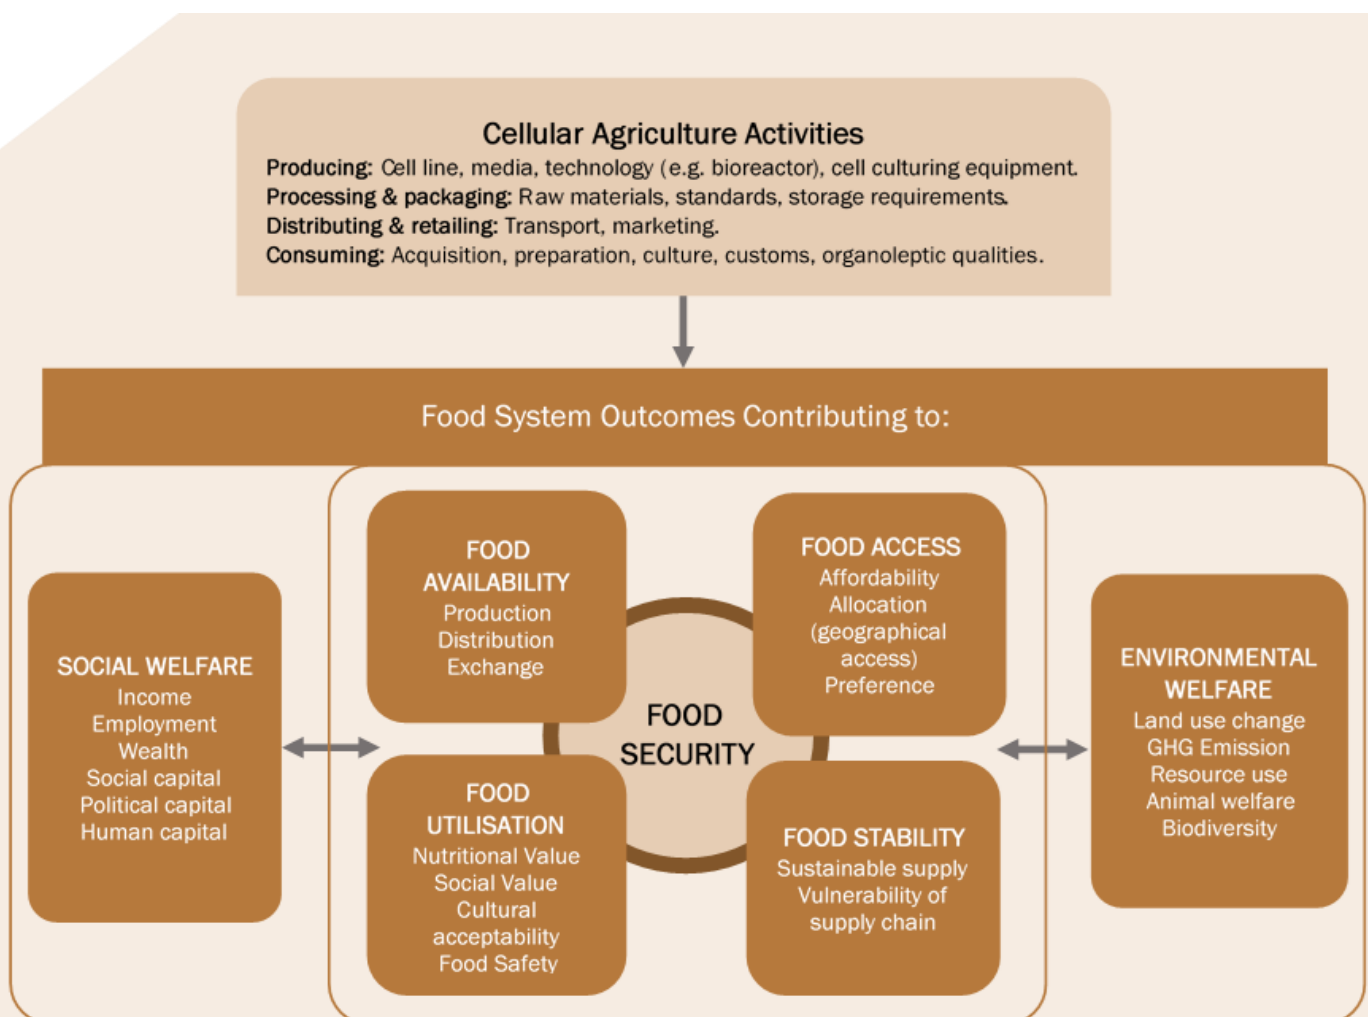 Cellular Agriculture Activities
Producing: Cell line, media, technology (e.g. bioreactor), cell culturing equipment.
Processing & packaging: Raw materials, standards, storage requirements.
Distributing & retailing: Transport, marketing.
Consuming: Acquisition, preparation, culture, customs, organoleptic qualities.
Food System Outcomes Contributing to:
SOCIAL WELFARE
Income
Employment
Wealth
Social capital
Political capital
Human capital
FOOD
AVAILABILITY
Production
Distribution
Exchange
FOOD ACCESS
Affordability
Allocation
(geographical
access)
Preference
FOOD
SECURITY
FOOD
UTILISATION
Nutritional Value
Social Value
Cultural
acceptability
Food Safety
FOOD STABILITY
Sustainable supply
Vulnerability of
supply chain
ENVIRONMENTAL
WELFARE
Land use change
GHG Emission
Resource use
Animal welfare
Biodiversity